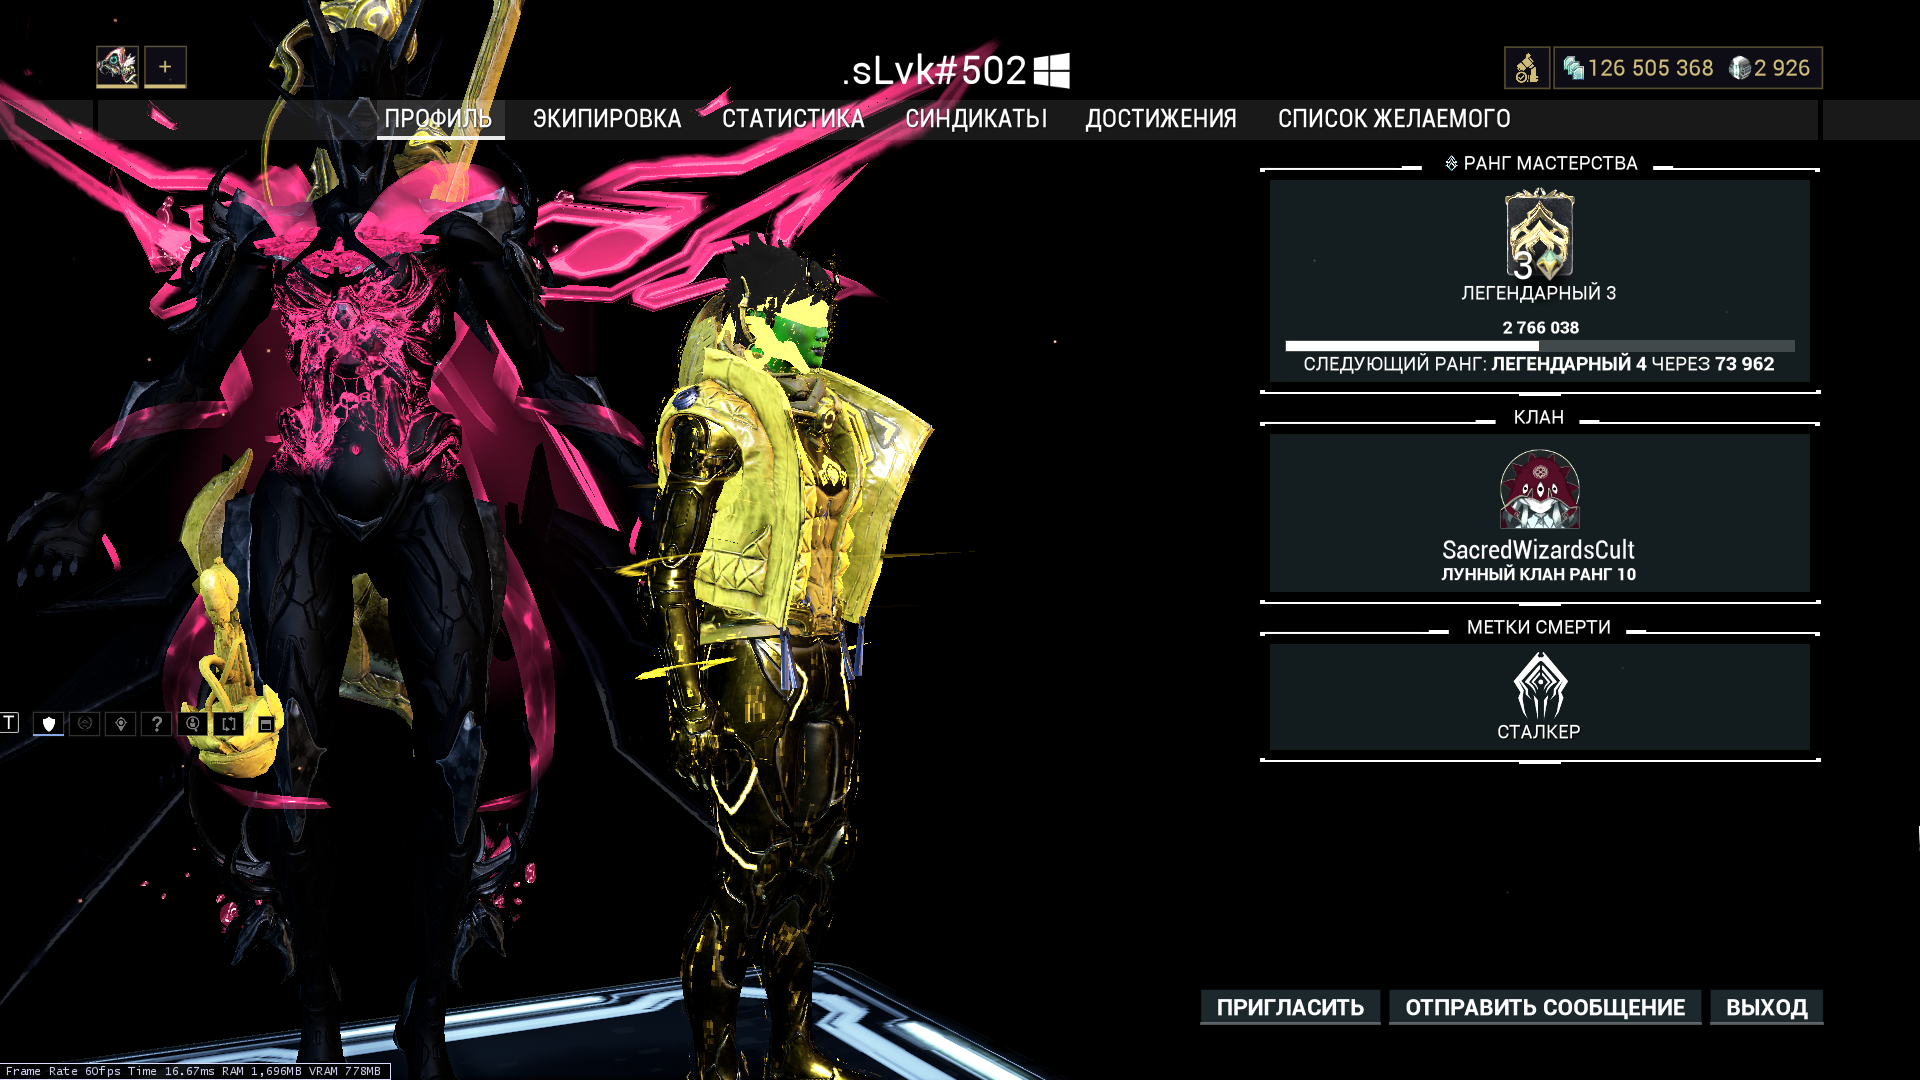 .sLvk#502
126 505 368 2 926
ПРОФИЛЬ ЭКИПИРОВКА СТАТИСТИКА СИНДИКАТЫ ДОСТИЖЕНИЯ СПИСОК ЖЕЛАЕМОГО
РАНГ МАСТЕРСТВА
3
ЛЕГЕНДАРНЫЙ 3
2 766 038
СЛЕДУЮЩИЙ РАНГ: ЛЕГЕНДАРНЫЙ 4 ЧЕРЕЗ 73 962
КЛАН
SacredWizardsCult
ЛУННЫЙ КЛАН РАНГ 10
МЕТКИ СМЕРТИ
СТАЛКЕР
T ?
ПРИГЛАСИТЬ ОТПРАВИТЬ СООБЩЕНИЕ ВЫХОД
Frame Rate 60fps Time 16.67ms RAM 1,696MB VRAM 778MB